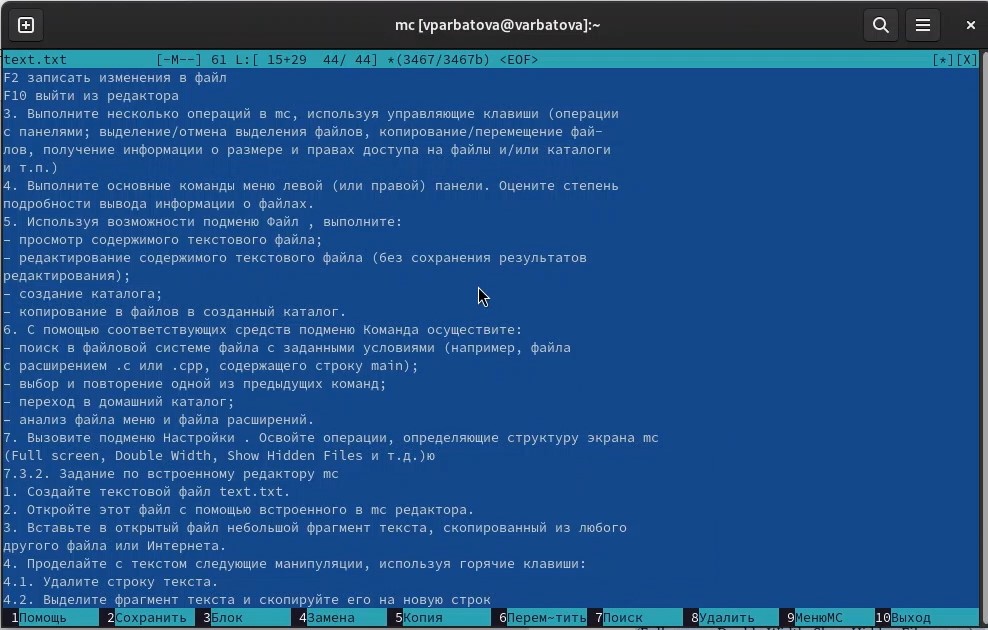 mc [vparbatova@varbatova]:~
text.txt [-M--] 61 L:[ 15+29 44/ 44] *(3467/3467b) <EOF> [*][X]
F2 записать изменения в файл
F10 выйти из редактора
3. Выполните несколько операций в mc, используя управляющие клавиши (операции
с панелями; выделение/отмена выделения файлов, копирование/перемещение фай–
лов, получение информации о размере и правах доступа на файлы и/или каталоги
и т.п.)
4. Выполните основные команды меню левой (или правой) панели. Оцените степень
подробности вывода информации о файлах.
5. Используя возможности подменю Файл , выполните:
– просмотр содержимого текстового файла;
– редактирование содержимого текстового файла (без сохранения результатов
редактирования);
– создание каталога;
– копирование в файлов в созданный каталог.
6. С помощью соответствующих средств подменю Команда осуществите:
– поиск в файловой системе файла с заданными условиями (например, файла
с расширением .c или .cpp, содержащего строку main);
– выбор и повторение одной из предыдущих команд;
– переход в домашний каталог;
– анализ файла меню и файла расширений.
7. Вызовите подменю Настройки . Освойте операции, определяющие структуру экрана mc
(Full screen, Double Width, Show Hidden Files и т.д.)ю
7.3.2. Задание по встроенному редактору mc
1. Создайте текстовой файл text.txt.
2. Откройте этот файл с помощью встроенного в mc редактора.
3. Вставьте в открытый файл небольшой фрагмент текста, скопированный из любого
другого файла или Интернета.
4. Проделайте с текстом следующие манипуляции, используя горячие клавиши:
4.1. Удалите строку текста.
4.2. Выделите фрагмент текста и скопируйте его на новую строк
1Помощь 2Сохранить 3Блок 4Замена 5Копия 6Перем~тить 7Поиск 8Удалить 9МенюMC 10Выход